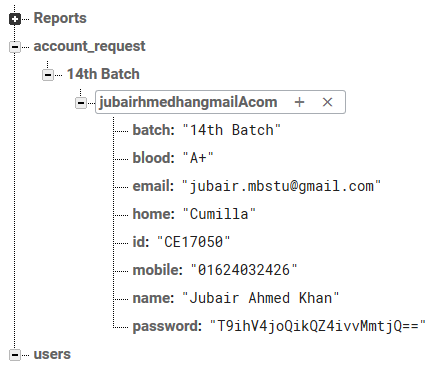 Reports
account_request
14th Batch
jubairhmedhangmailAcom + ×
batch: "14th Batch"
blood: "A+"
email: "jubair.mbstu@gmail.com"
home: "Cumilla"
id: "CE17050"
mobile: "01624032426"
name: "Jubair Ahmed Khan"
password: "T9ihV4joQikQZ4ivvMmtjQ=="
users